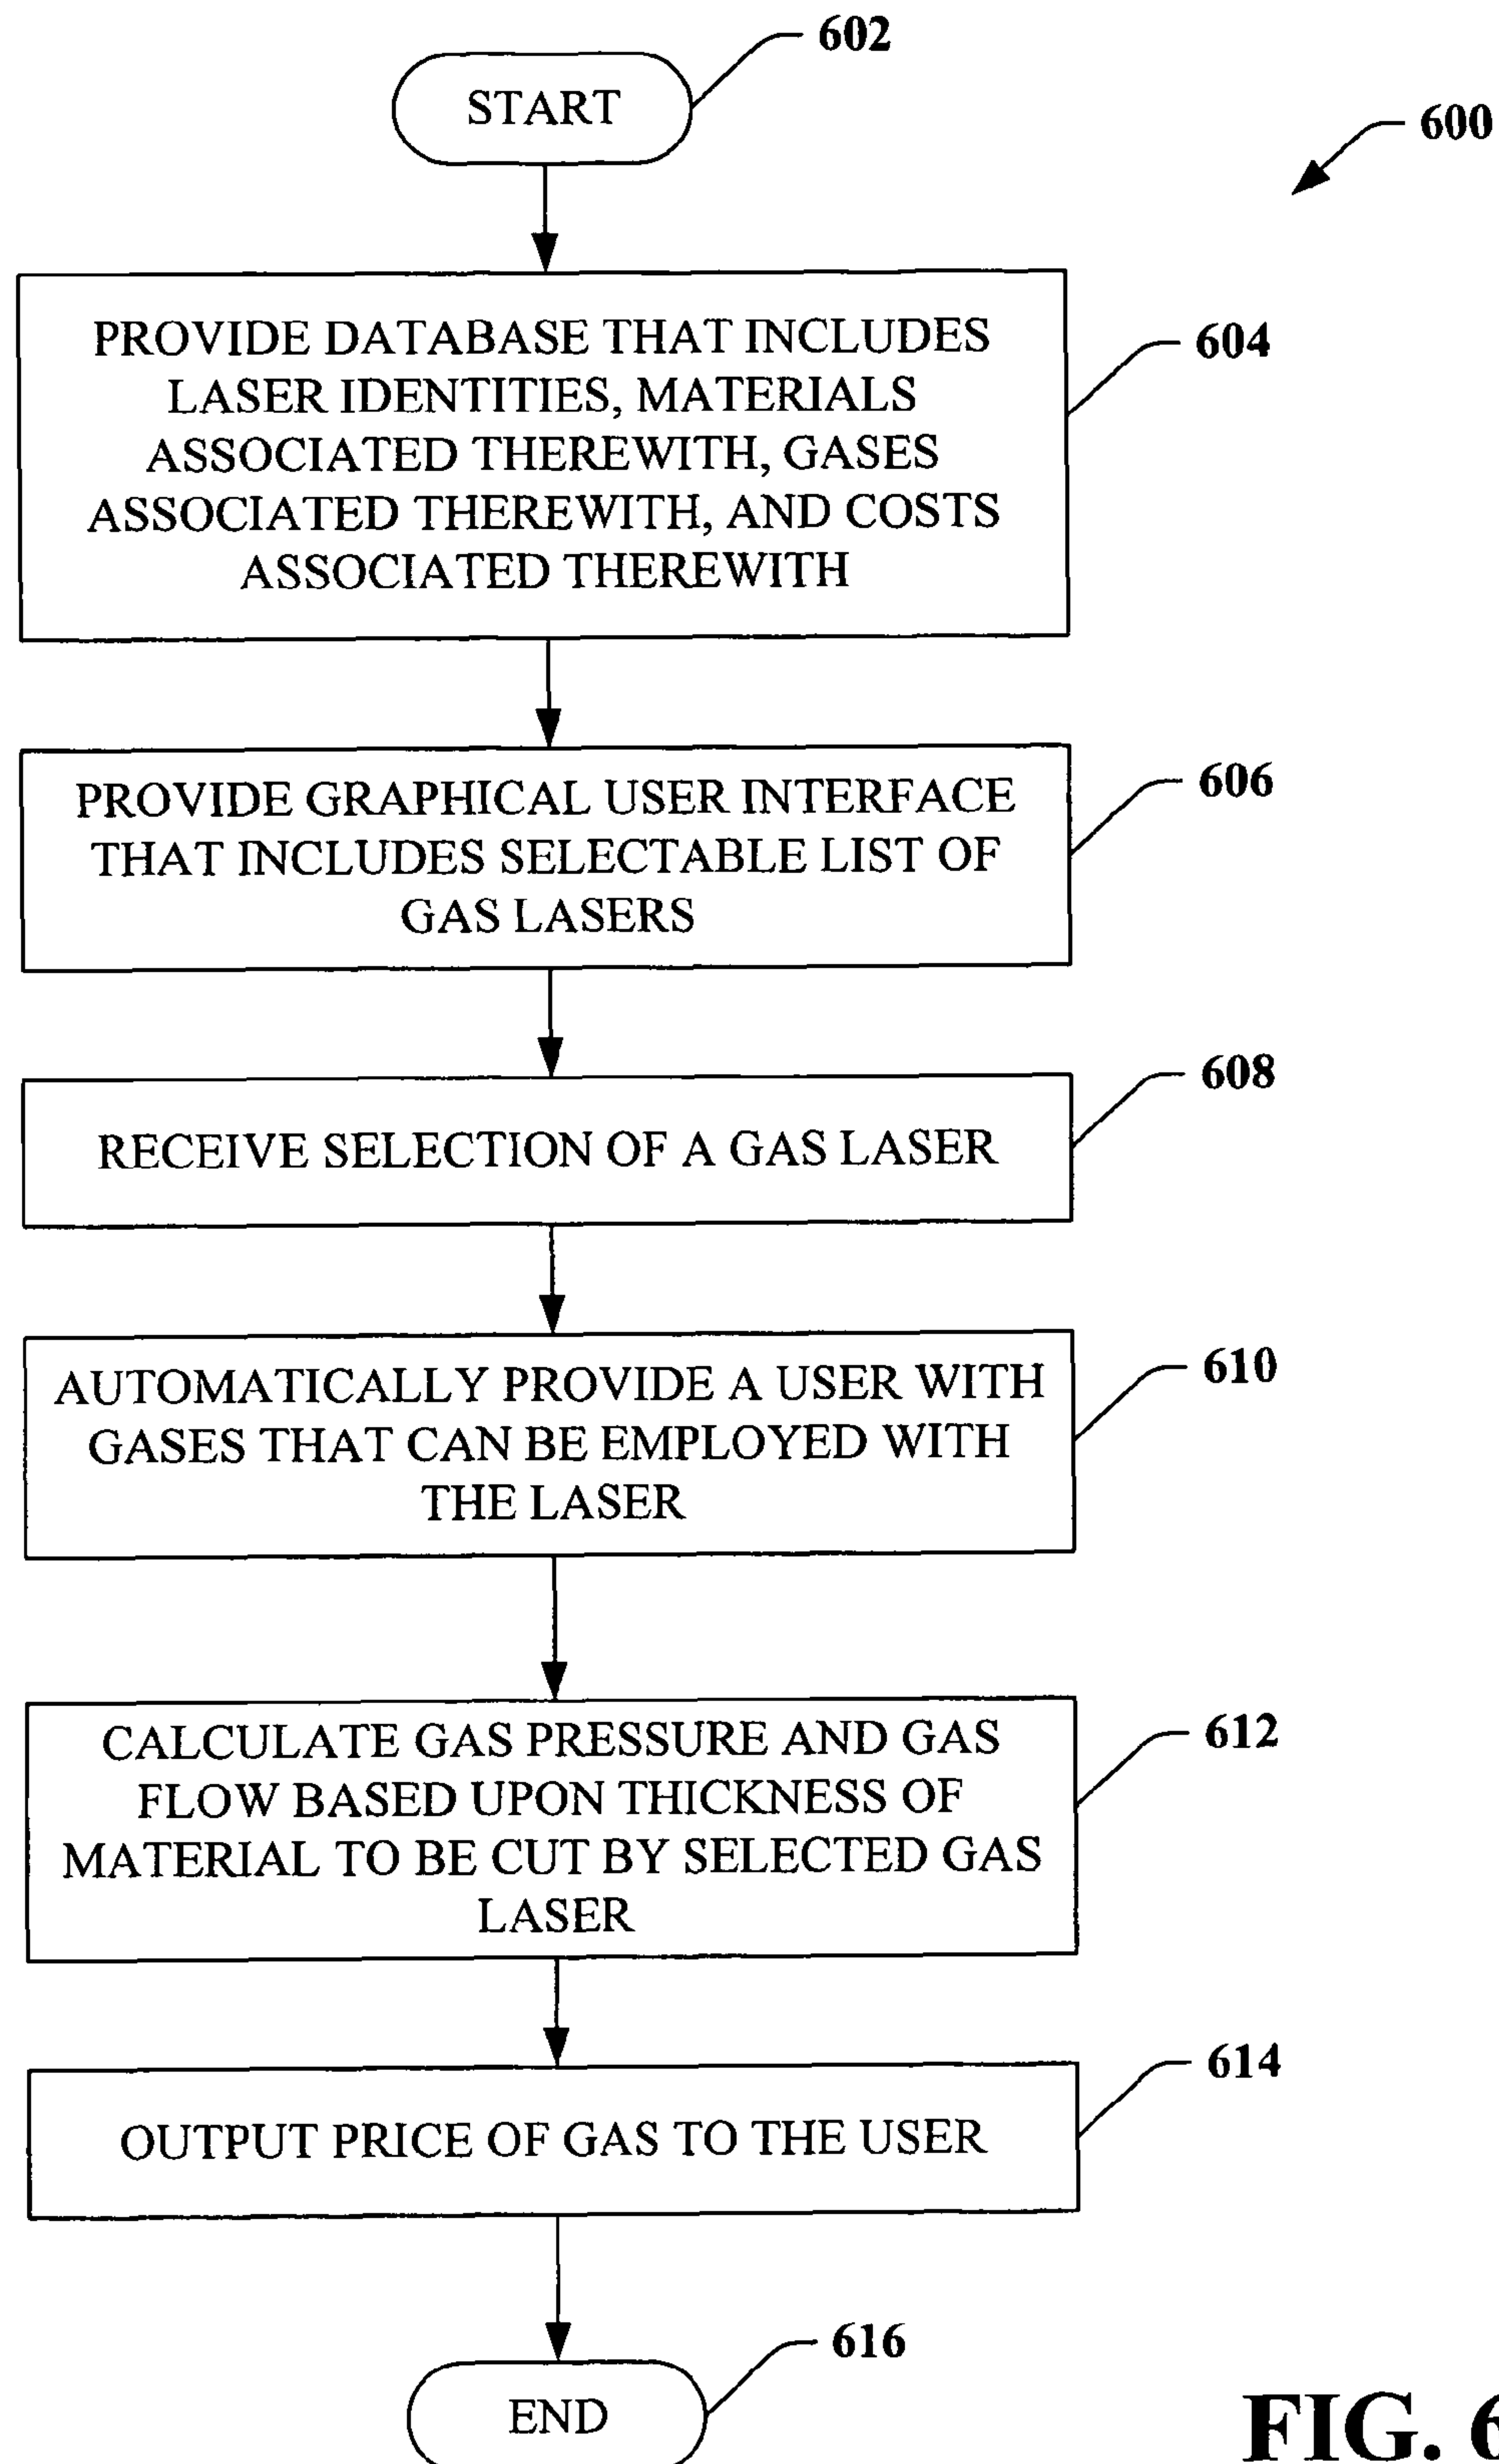 602
START
600
PROVIDE DATABASE THAT INCLUDES
LASER IDENTITIES, MATERIALS
ASSOCIATED THEREWITH, GASES
ASSOCIATED THEREWITH, AND COSTS
ASSOCIATED THEREWITH
604
PROVIDE GRAPHICAL USER INTERFACE
THAT INCLUDES SELECTABLE LIST OF
GAS LASERS
606
RECEIVE SELECTION OF A GAS LASER
608
AUTOMATICALLY PROVIDE A USER WITH
GASES THAT CAN BE EMPLOYED WITH
THE LASER
610
CALCULATE GAS PRESSURE AND GAS
FLOW BASED UPON THICKNESS OF
MATERIAL TO BE CUT BY SELECTED GAS
LASER
612
OUTPUT PRICE OF GAS TO THE USER
614
END
616
FIG. 6